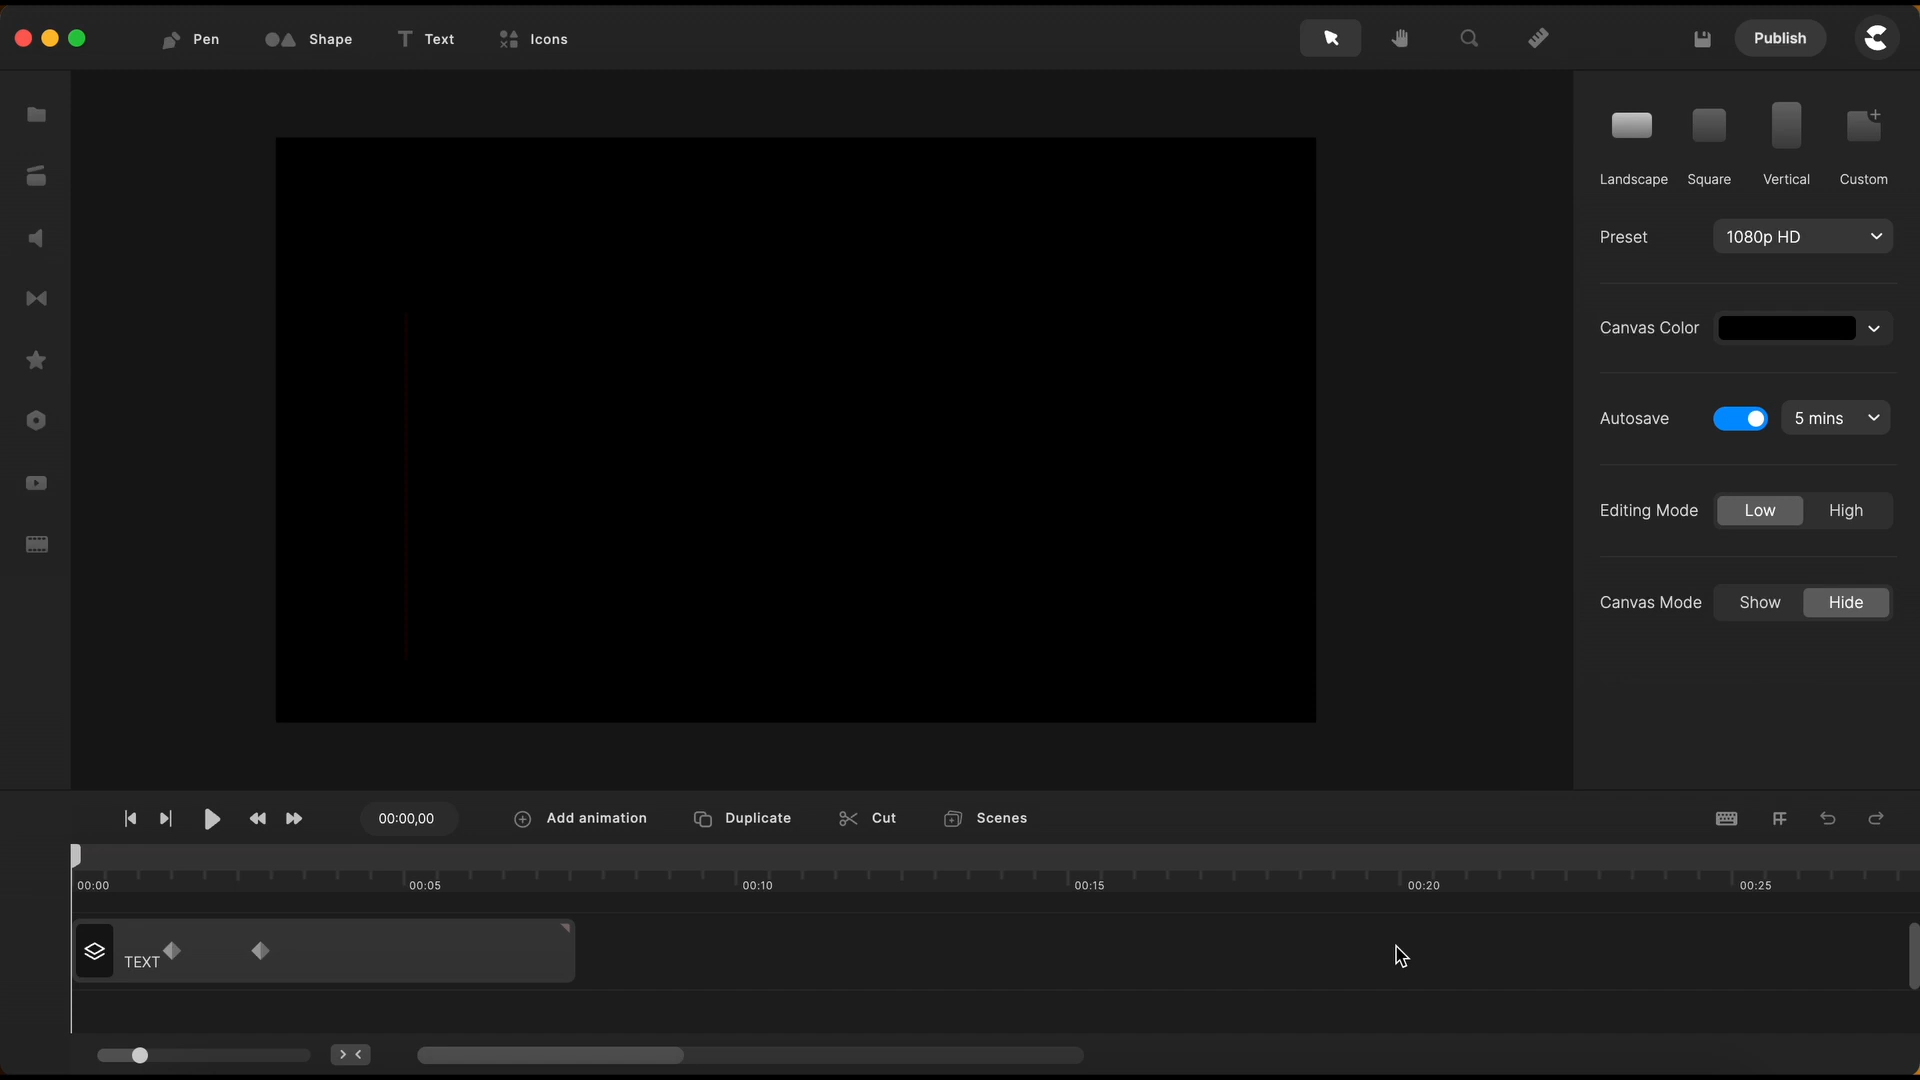 Pen
Shape
Text
Icons
Publish
Landscape
Square
Vertical
Custom
Preset
1080p HD
Canvas Color
Autosave
5 mins
Editing Mode
Low
High
Canvas Mode
Show
Hide
00:00,00
Add animation
Duplicate
Cut
Scenes
00:00
00:05
00:10
00:15
00:20
00:25
TEXT